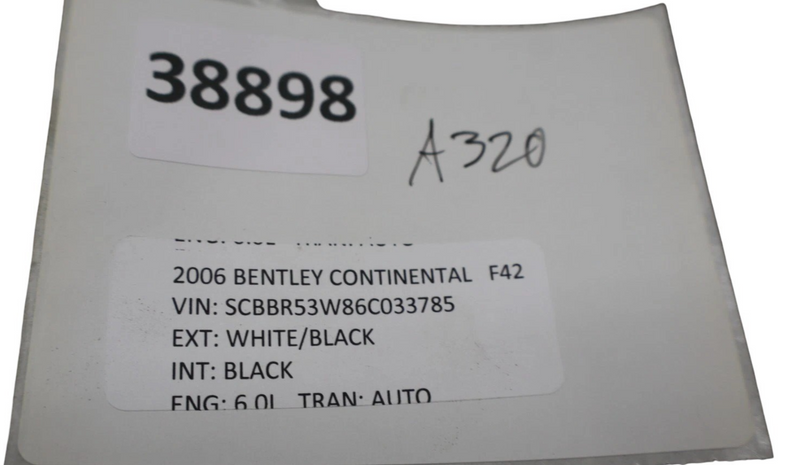 38898
A320
2006 BENTLEY CONTINENTAL F42
VIN: SCBBR53W86C033785
EXT: WHITE/BLACK
INT: BLACK
ENG: 6.0L TRAN: AUTO